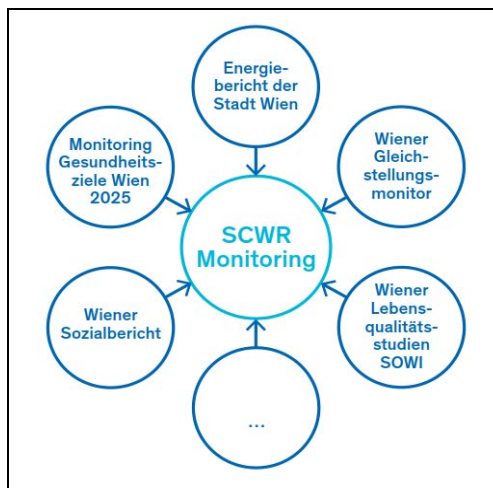 Energie-
bericht der
Stadt Wien
Monitoring
Gesundheits-
ziele Wien
2025
Wiener
Gleich-
stellungs-
monitor
SCWR
Monitoring
Wiener
Sozialbericht
Wiener
Lebens-
qualitäts-
studien
SOWI
...